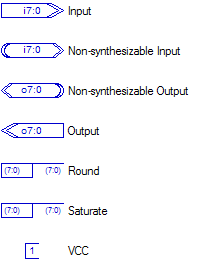 i7:0 Input
i7:0 Non-synthesizable Input
o7:0 Non-synthesizable Output
o7:0 Output
(7:0) (7:0) Round
(7:0) (7:0) Saturate
1 VCC